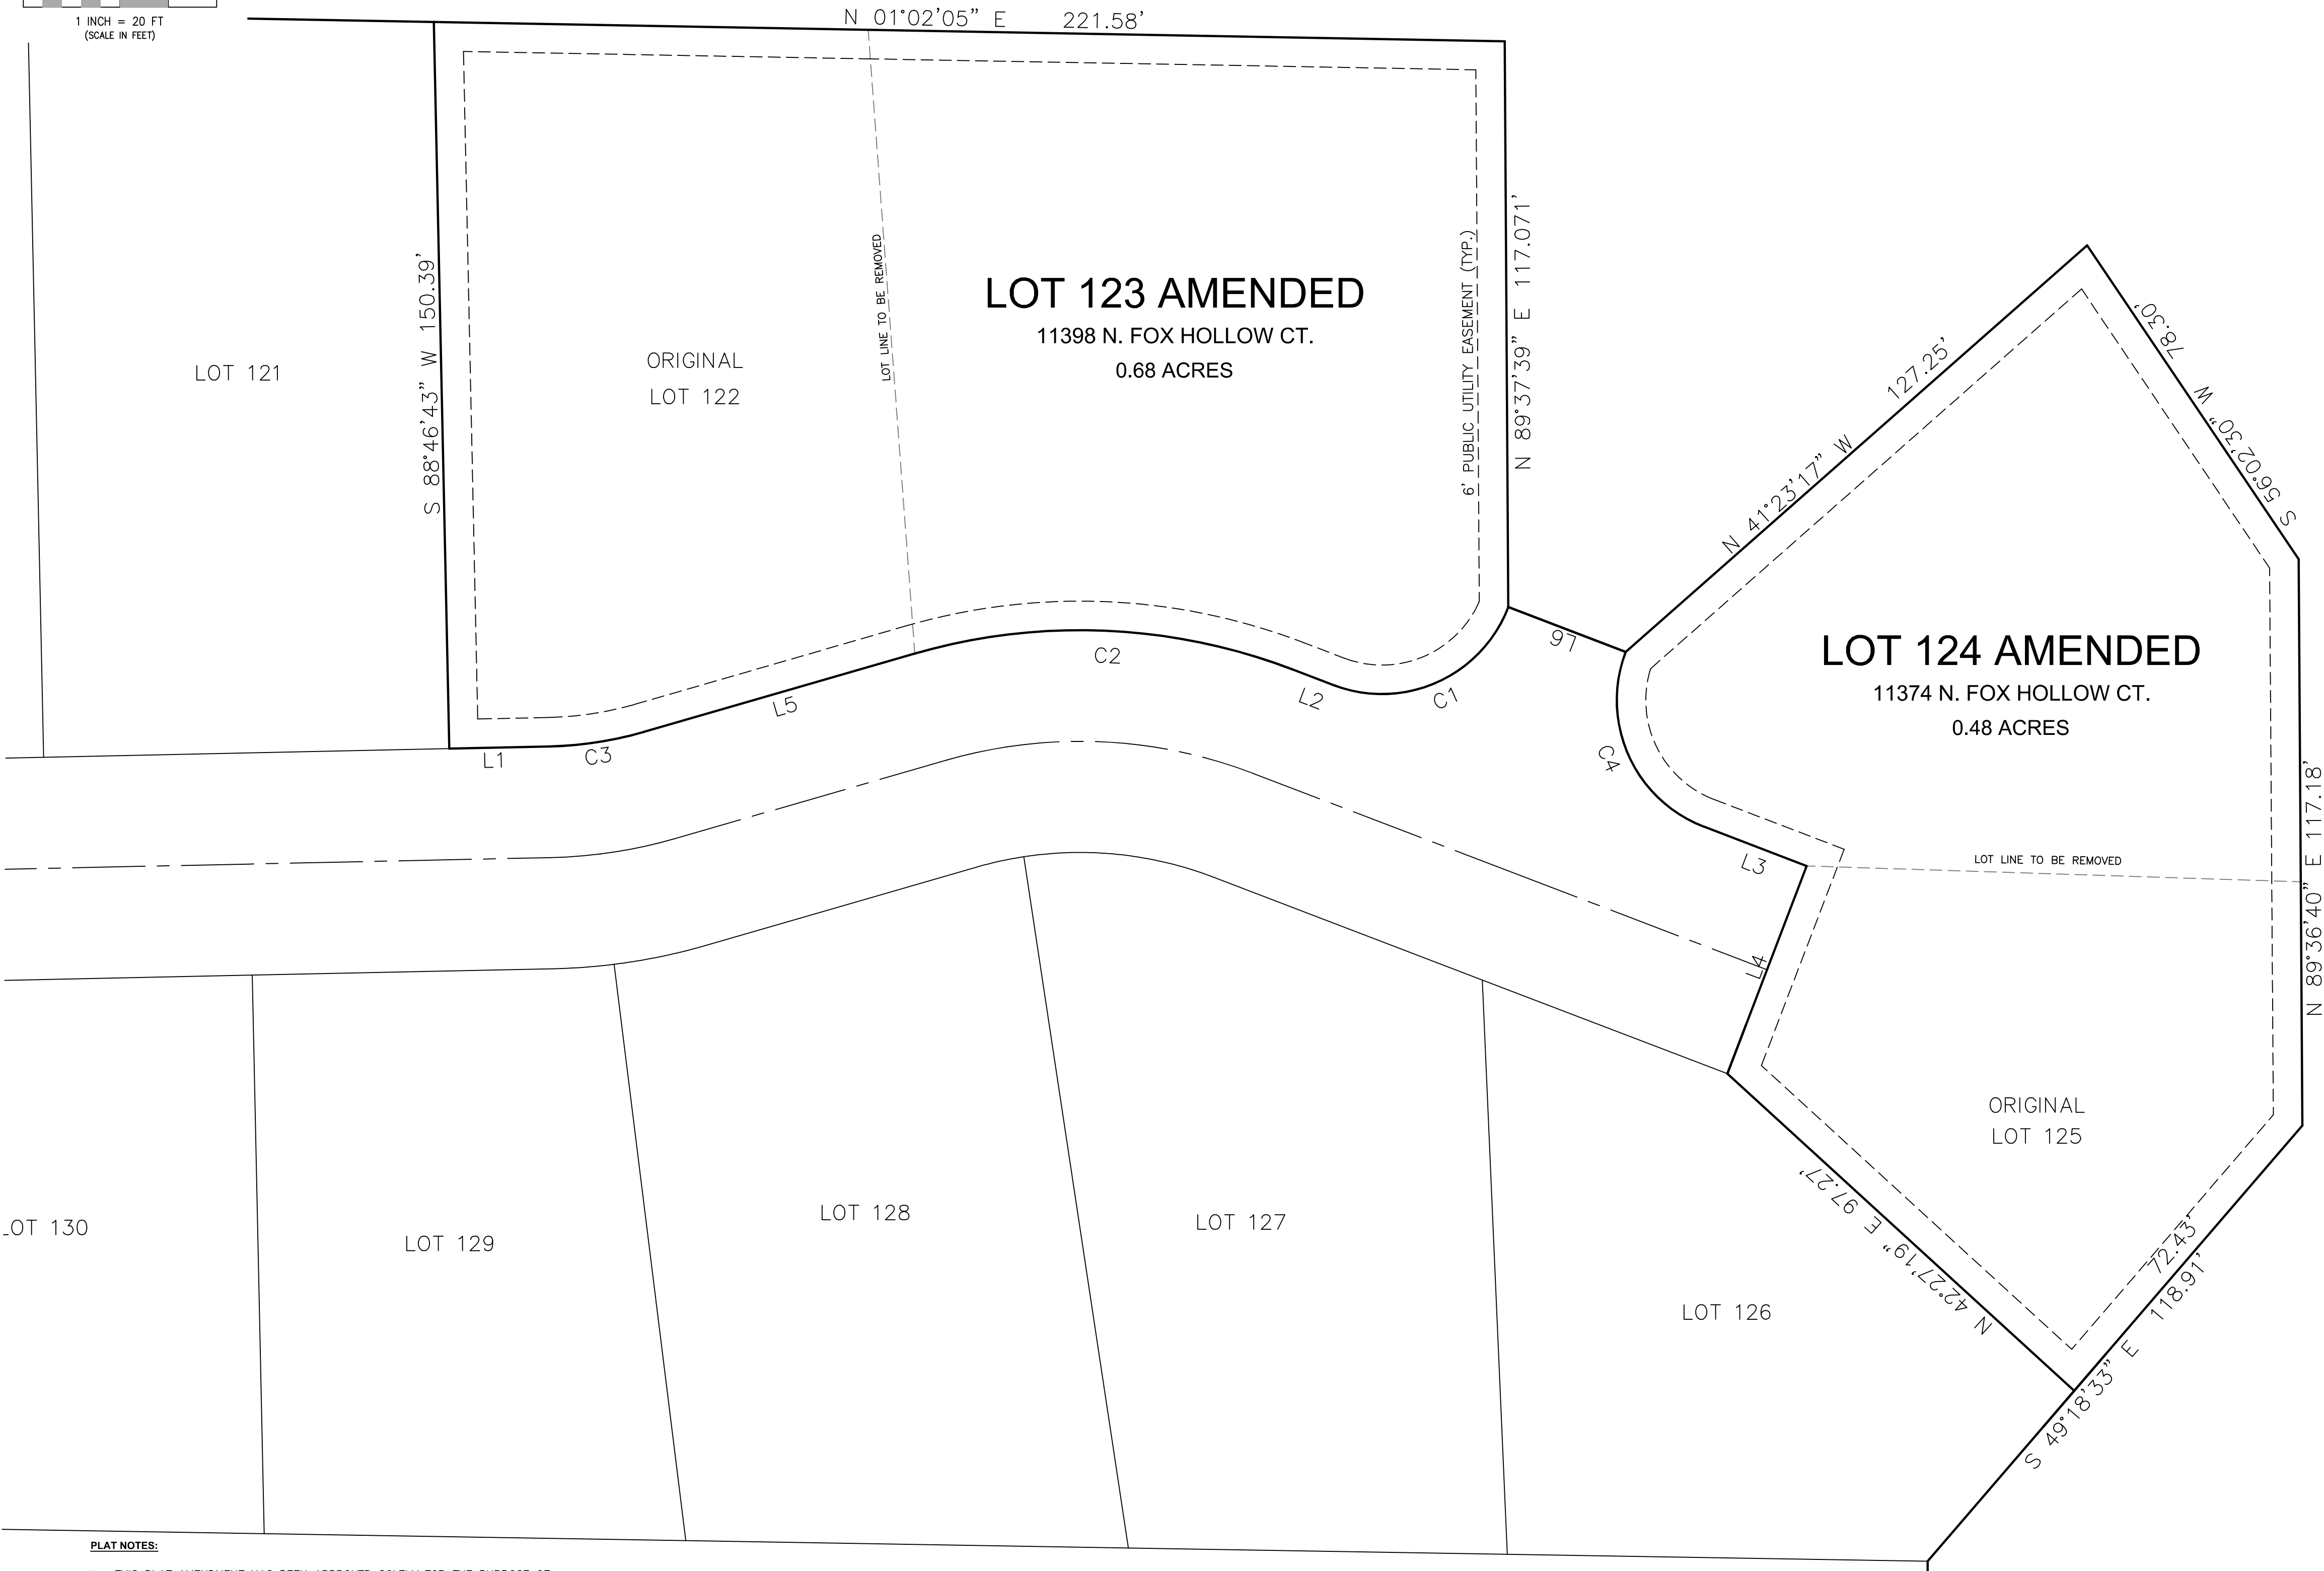 1 INCH = 20 FT
(SCALE IN FEET)
N 01°02'05" E 221.58'
S 88°46'43" W 150.39'
LOT 121
ORIGINAL
LOT 122
LOT LINE TO BE REMOVED
LOT 123 AMENDED
11398 N. FOX HOLLOW CT.
0.68 ACRES
6' PUBLIC UTILITY EASEMENT (TYP.)
N 89°37'39" E 117.071'
N 41°23'17" W 127.25'
S 56°02'30" W 78.30'
LOT 124 AMENDED
11374 N. FOX HOLLOW CT.
0.48 ACRES
L1
C3
L5
C2
L2
C1
L6
C4
L3
L4
LOT LINE TO BE REMOVED
N 89°36'40" E 117.18'
ORIGINAL
LOT 125
N 42°27'19" E 97.27'
72.43'
S 49°18'33" E 118.91'
LOT 130
LOT 129
LOT 128
LOT 127
LOT 126
PLAT NOTES: